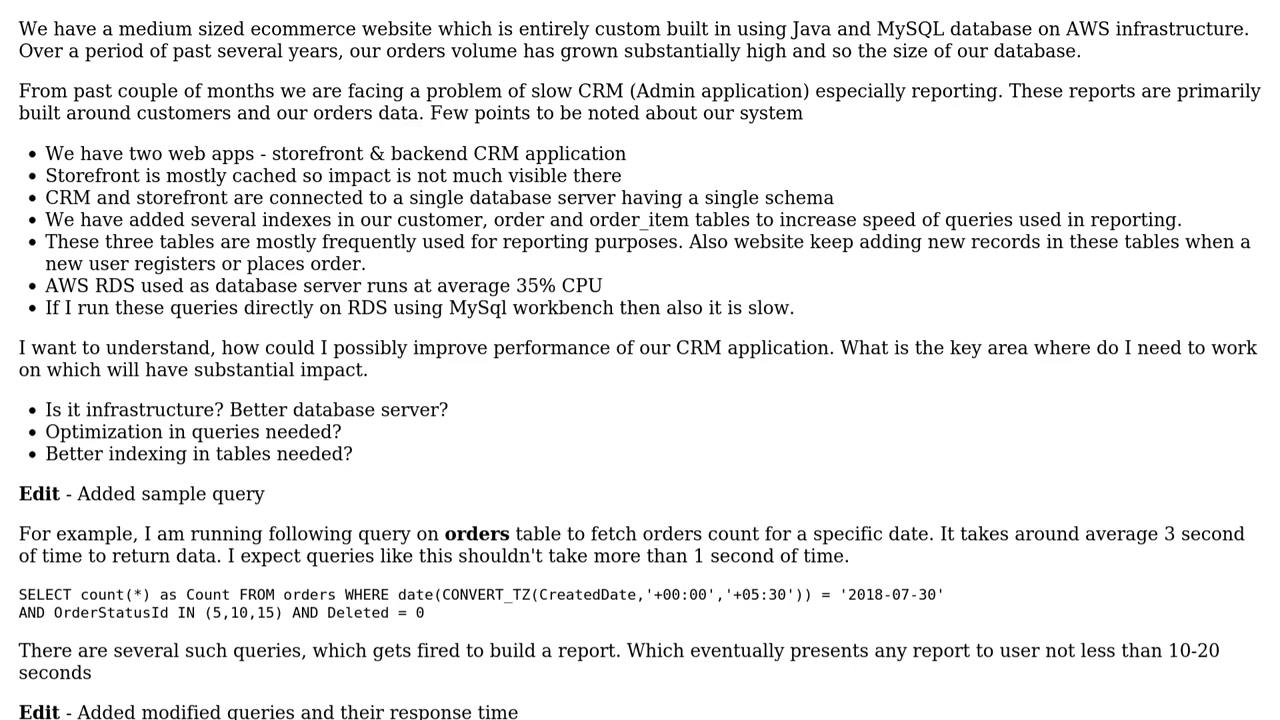 We have a medium sized ecommerce website which is entirely custom built in using Java and MySQL database on AWS infrastructure.
Over a period of past several years, our orders volume has grown substantially high and so the size of our database.
From past couple of months we are facing a problem of slow CRM (Admin application) especially reporting. These reports are primarily
built around customers and our orders data. Few points to be noted about our system
• We have two web apps - storefront & backend CRM application
• Storefront is mostly cached so impact is not much visible there
• CRM and storefront are connected to a single database server having a single schema
• We have added several indexes in our customer, order and order_item tables to increase speed of queries used in reporting.
• These three tables are mostly frequently used for reporting purposes. Also website keep adding new records in these tables when a
new user registers or places order.
• AWS RDS used as database server runs at average 35% CPU
• If I run these queries directly on RDS using MySql workbench then also it is slow.
I want to understand, how could I possibly improve performance of our CRM application. What is the key area where do I need to work
on which will have substantial impact.
• Is it infrastructure? Better database server?
• Optimization in queries needed?
• Better indexing in tables needed?
Edit - Added sample query
For example, I am running following query on orders table to fetch orders count for a specific date. It takes around average 3 second
of time to return data. I expect queries like this shouldn't take more than 1 second of time.
SELECT count(*) as Count FROM orders WHERE date(CONVERT_TZ(CreatedDate,'+00:00','+05:30')) = '2018-07-30'
AND OrderStatusId IN (5,10,15) AND Deleted = 0
There are several such queries, which gets fired to build a report. Which eventually presents any report to user not less than 10-20
seconds
Edit - Added modified queries and their response time